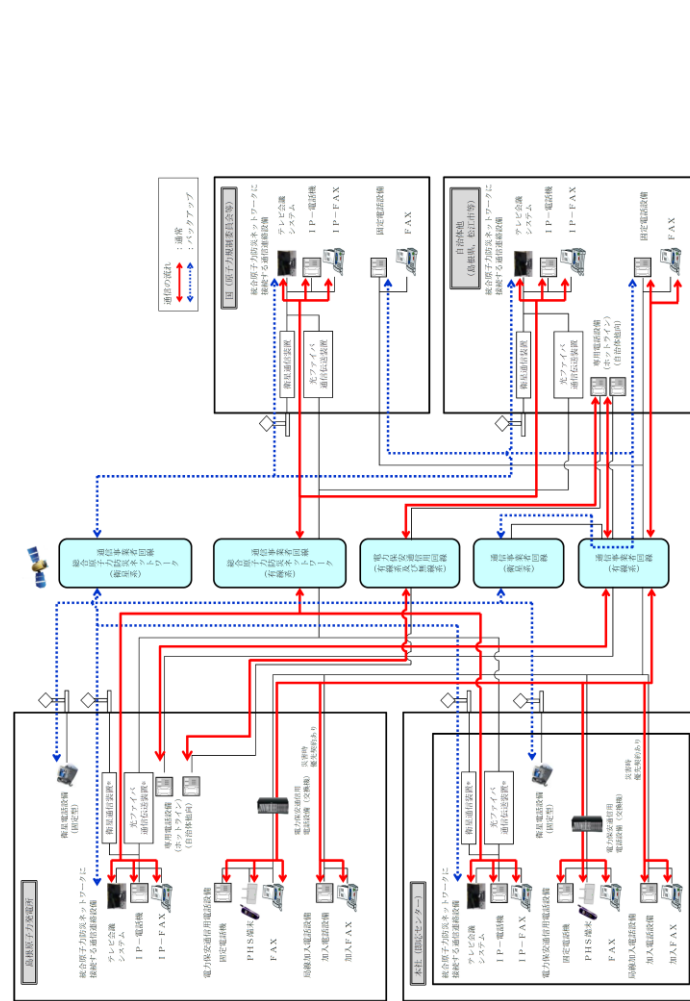 通信の流れ
：通常
：バックアップ
島根原子力発電所
衛星電話設備
(固定型)
統合原子力防災ネットワークに
接続する通信連絡設備
テレビ会議
システム
ＩＰ－電話機
ＩＰ－ＦＡＸ
衛星通信装置*
光ファイバ
通信伝送装置*
専用電話設備
(ホットライン)
(自治体他向)
電力保安通信用電話設備
固定電話機
ＰＨＳ端末
ＦＡＸ
電力保安通信用
電話設備（交換機）
災害時
優先契約あり
局線加入電話設備
加入電話機
加入ＦＡＸ
本社（即応センター）
統合原子力防災ネットワークに
接続する通信連絡設備
テレビ会議
システム
ＩＰ－電話機
ＩＰ－ＦＡＸ
衛星通信装置*
光ファイバ
通信伝送装置*
衛星電話設備
(固定型)
電力保安通信用電話設備
固定電話機
ＰＨＳ端末
ＦＡＸ
電力保安通信用
電話設備（交換機）
災害時
優先契約あり
局線加入電話設備
加入電話機
加入ＦＡＸ
通信事業者回線
統合原子力防災ネットワーク
(衛星系)
通信事業者回線
統合原子力防災ネットワーク
(有線系)
電力保安通信用回線
(有線系及び無線系)
通信事業者回線
(衛星系)
通信事業者回線
(有線系)
国（原子力規制委員会等）
統合原子力防災ネットワークに
接続する通信連絡設備
テレビ会議
システム
ＩＰ－電話機
ＩＰ－ＦＡＸ
衛星通信装置
光ファイバ
通信伝送装置
固定電話設備
ＦＡＸ
自治体他
（島根県，松江市等）
統合原子力防災ネットワークに
接続する通信連絡設備
テレビ会議
システム
ＩＰ－電話機
ＩＰ－ＦＡＸ
衛星通信装置
光ファイバ
通信伝送装置
専用電話設備
(ホットライン)
(自治体他向)
固定電話設備
ＦＡＸ